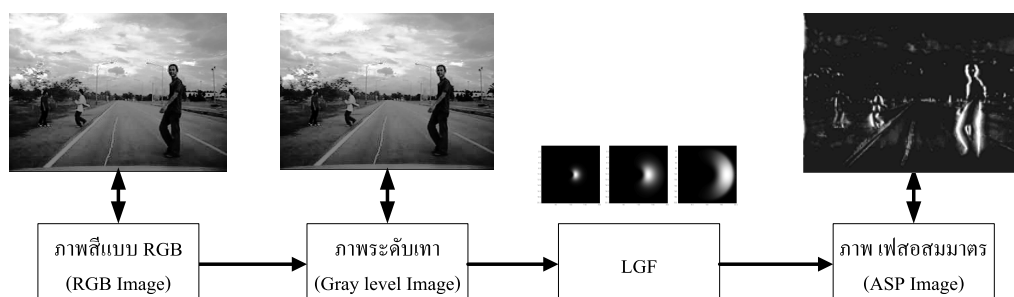 ภาพสีแบบ RGB
(RGB Image)
ภาพระดับเทา
(Gray level Image)
LGF
ภาพ เฟสอสมมาตร
(ASP Image)